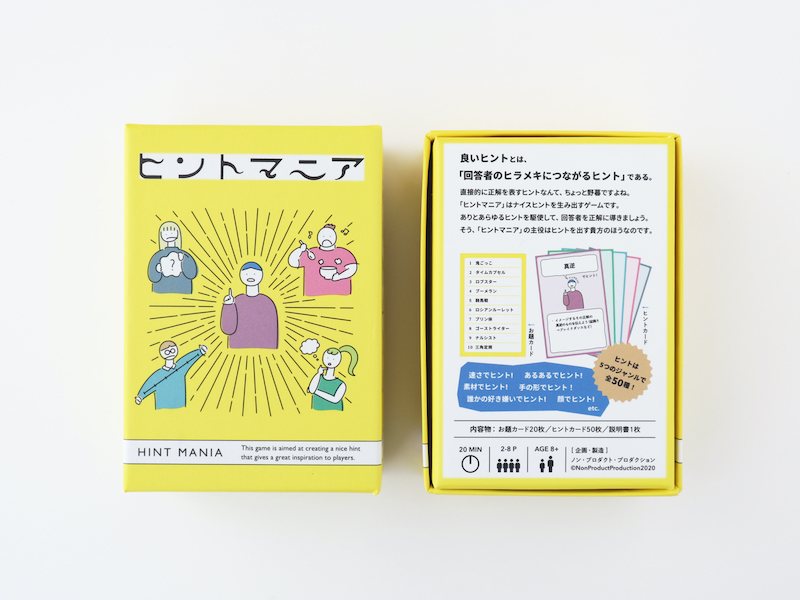 ヒントマニア
HINT MANIA
This game is aimed at creating a nice hint
that gives a great inspiration to players.
良いヒントとは、
「回答者のヒラメキにつながるヒント」である。
直接的に正解を表すヒントなんて、ちょっと野暮ですよね。
「ヒントマニア」はナイスヒントを生み出すゲームです。
ありとあらゆるヒントを駆使して、回答者を正解に導きましょう。
そう、「ヒントマニア」の主役はヒントを出す貴方のほうなのです。
1 鬼ごっこ
2 タイムカプセル
3 ロブスター
4 ブーメラン
5 騎馬戦
6 ロシアンルーレット
7 プリン体
8 ゴーストライター
9 ナルシスト
10 三角定規
←お題カード
真逆
でヒント！
←ヒントカード
ヒントは
5つのジャンルで
全50種！
速さでヒント！ あるあるでヒント！
素材でヒント！ 手の形でヒント！
誰かの好き嫌いでヒント！ 顔でヒント！
etc.
内容物：お題カード20枚／ヒントカード50枚／説明書1枚
20 MIN
2-8 P
AGE 8+
［企画・製造］
ノン・プロダクト・プロダクション
©NonProductProduction2020